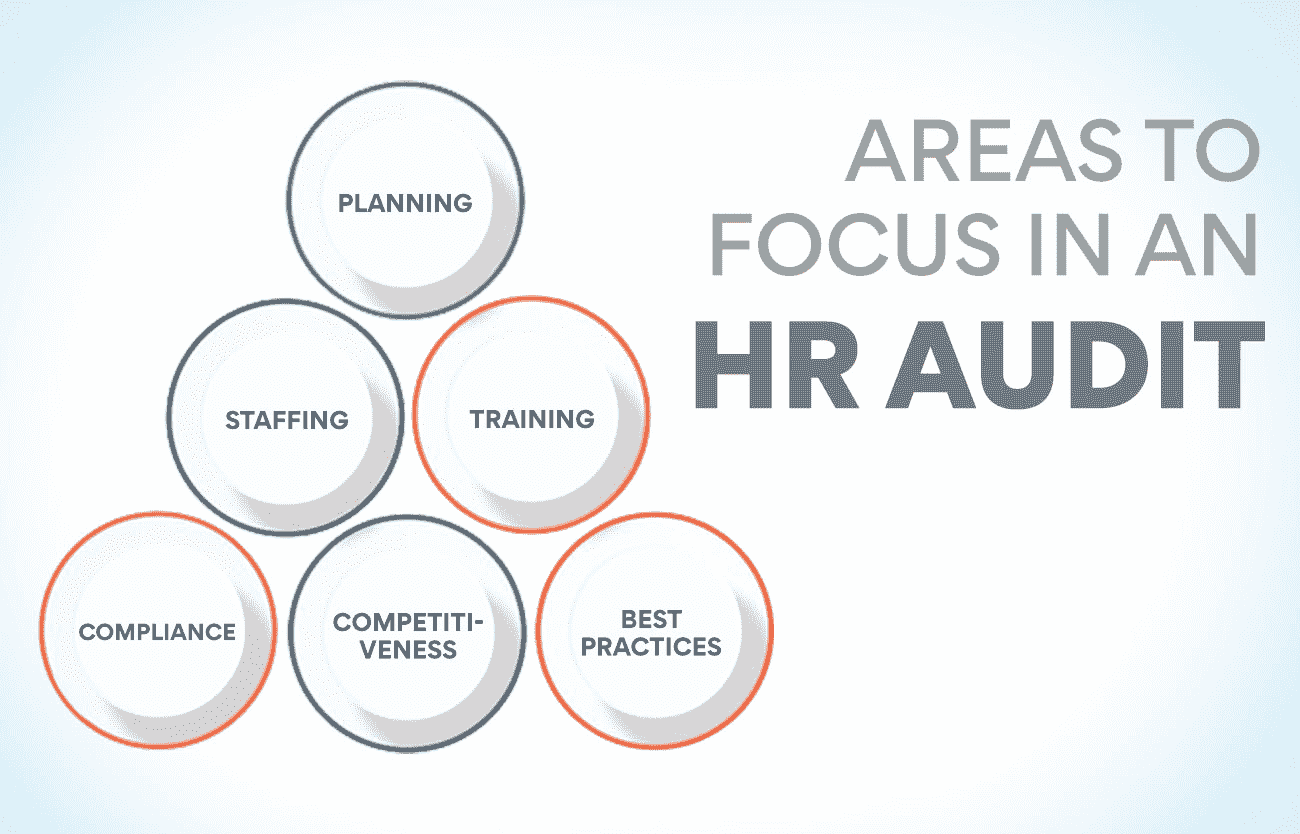 AREAS TO
FOCUS IN AN
HR AUDIT
PLANNING
STAFFING
TRAINING
COMPLIANCE
COMPETITI-
VENESS
BEST
PRACTICES